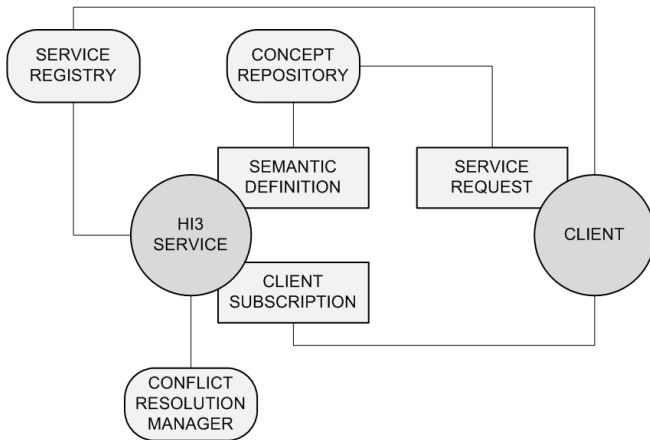 SERVICE
REGISTRY
CONCEPT
REPOSITORY
SEMANTIC
DEFINITION
SERVICE
REQUEST
HI3
SERVICE
CLIENT
CLIENT
SUBSCRIPTION
CONFLICT
RESOLUTION
MANAGER